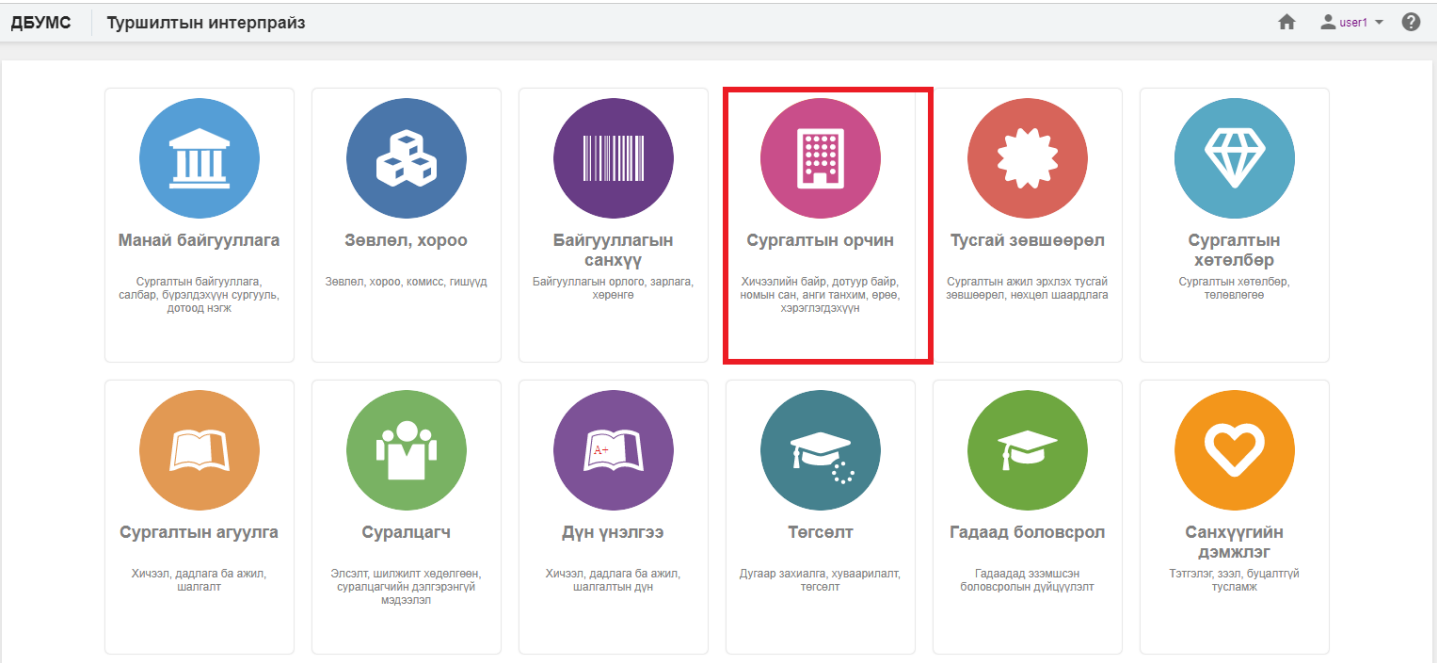 ДБУМС
Туршилтын интерпрайз
user1
Манай байгууллага
Сургалтын байгууллага,
салбар, бүрэлдэхүүн сургууль,
дотоод нэгж
Зөвлөл, хороо
Зөвлөл, хороо, комисс, гишүүд
Байгууллагын
санхүү
Байгууллагын орлого, зарлага,
хөрөнгө
Сургалтын орчин
Хичээлийн байр, дотуур байр,
номын сан, анги танхим, өрөө,
хэрэглэгдэхүүн
Тусгай зөвшөөрөл
Сургалтын ажил эрхлэх тусгай
зөвшөөрөл, нөхцөл шаардлага
Сургалтын
хөтөлбөр
Сургалтын хөтөлбөр,
төлөвлөгөө
Сургалтын агуулга
Хичээл, дадлага ба ажил,
шалгалт
Суралцагч
Элсэлт, шилжилт хөдөлгөөн,
суралцагчийн дэлгэрэнгүй
мэдээлэл
A+
Дүн үнэлгээ
Хичээл, дадлага ба ажил,
шалгалтын дүн
Төгсөлт
Дугаар захиалга, хуваарилалт,
төгсөлт
Гадаад боловсрол
Гадаадад эзэмшсэн
боловсролын дүйцүүлэлт
Санхүүгийн
дэмжлэг
Тэтгэлэг, зээл, буцалтгүй
тусламж